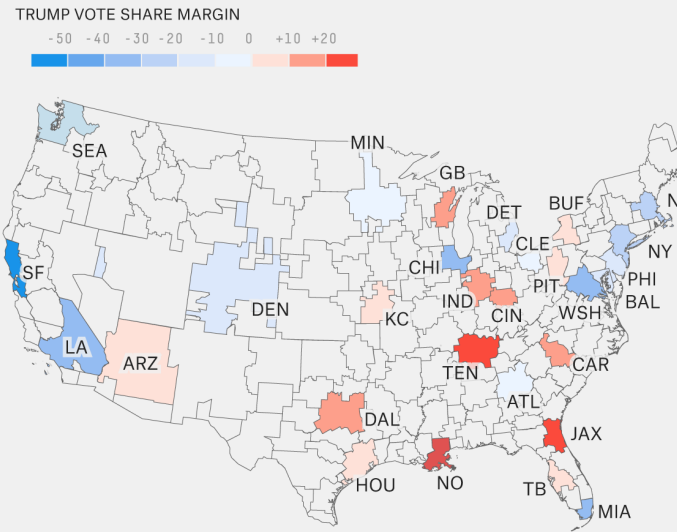 TRUMP VOTE SHARE MARGIN
-50 -40 -30 -20 -10 0 +10 +20
SEA
MIN
GB
BUF
N
DET
CLE
NY
SF
CHI
PHI
DEN
IND
PIT
BAL
KC
CIN
WSH
LA
ARZ
TEN
CAR
ATL
DAL
JAX
HOU
NO
TB
MIA